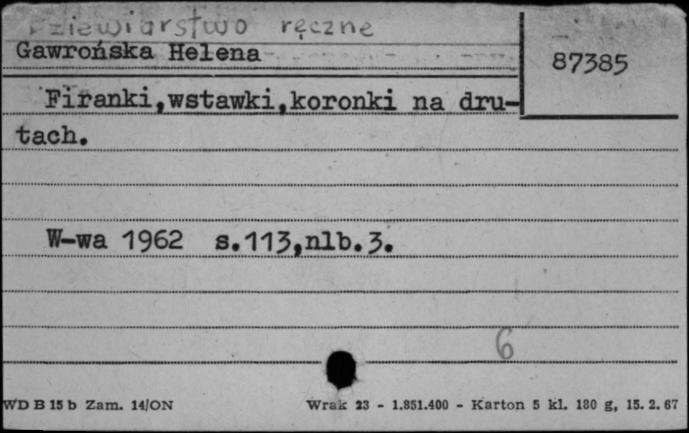 Dziewiarstwo ręczne
Gawrońska Helena
87385
Firanki,wstawki,koronki na dru-
tach.
W-wa 1962 s.113,nlb.3.
6
WD B 15 b Zam. 14/ON Wrak 23 - 1.851.400 - Karton 5 kl. 180 g, 15. 2. 67